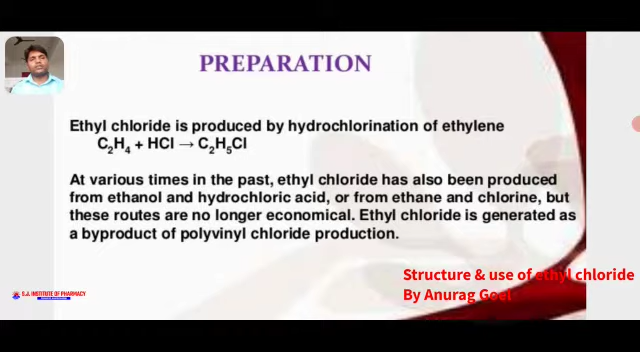 PREPARATION
Ethyl chloride is produced by hydrochlorination of ethylene
C₂H₄ + HCl → C₂H₅Cl
At various times in the past, ethyl chloride has also been produced
from ethanol and hydrochloric acid, or from ethane and chlorine, but
these routes are no longer economical. Ethyl chloride is generated as
a byproduct of polyvinyl chloride production.
Structure & use of ethyl chloride
By Anurag Goel
INSTITUTE OF PHARMACY